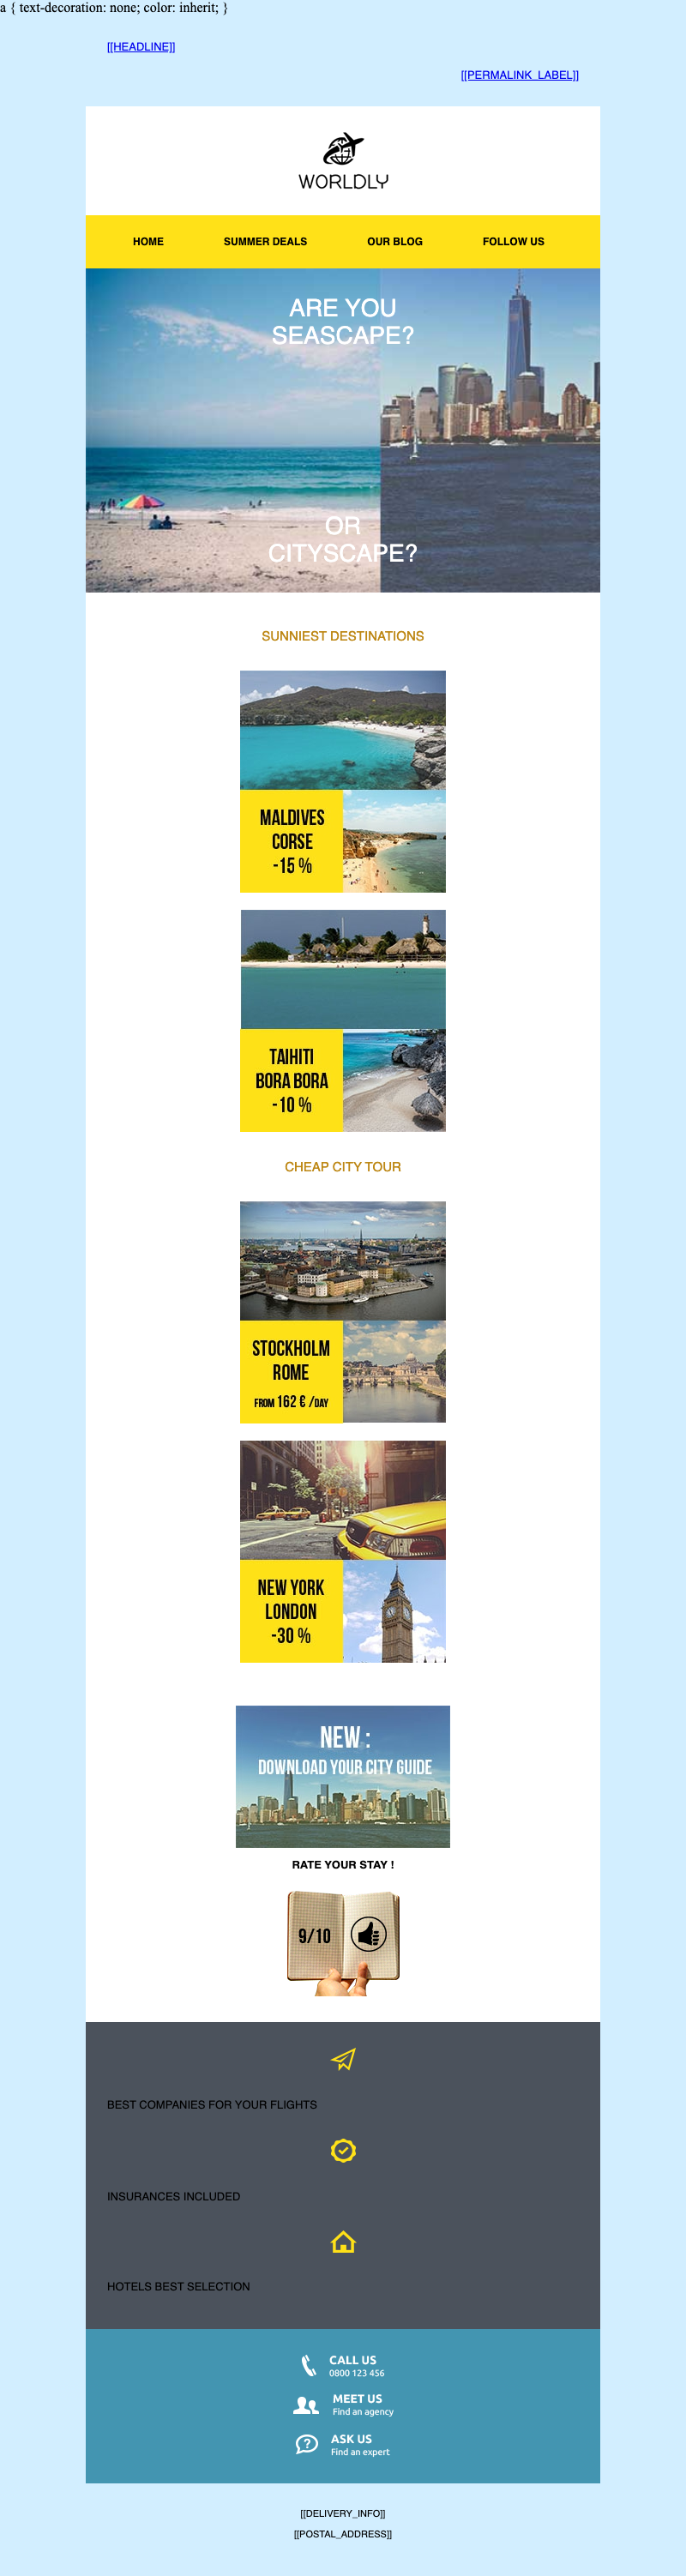 a { text-decoration: none; color: inherit; }
[[HEADLINE]]
[[PERMALINK_LABEL]]
WORLDLY
HOME SUMMER DEALS OUR BLOG FOLLOW US
ARE YOU
SEASCAPE?
OR
CITYSCAPE?
SUNNIEST DESTINATIONS
MALDIVES
CORSE
-15 %
TAIHITI
BORA BORA
-10 %
CHEAP CITY TOUR
STOCKHOLM
ROME
FROM 162 € /DAY
NEW YORK
LONDON
-30 %
NEW :
DOWNLOAD YOUR CITY GUIDE
RATE YOUR STAY !
9/10
BEST COMPANIES FOR YOUR FLIGHTS
INSURANCES INCLUDED
HOTELS BEST SELECTION
CALL US
0800 123 456
MEET US
Find an agency
ASK US
Find an expert
[[DELIVERY_INFO]]
[[POSTAL_ADDRESS]]